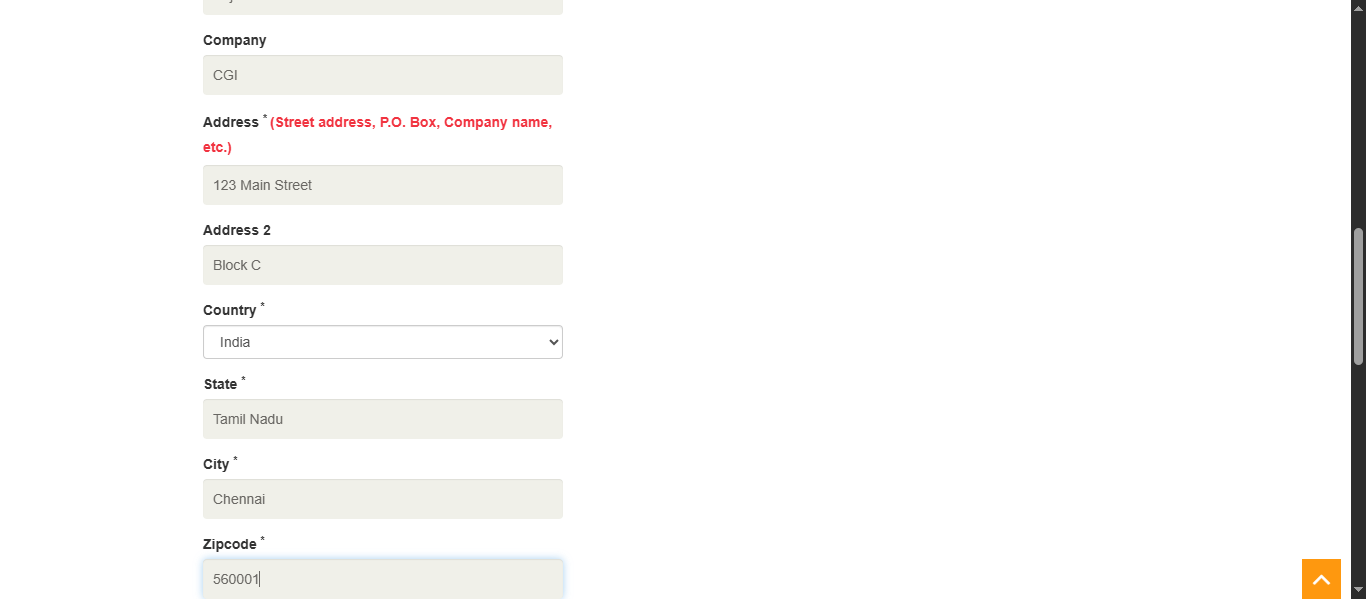 Company
CGI
Address * (Street address, P.O. Box, Company name,
etc.)
123 Main Street
Address 2
Block C
Country *
India
State *
Tamil Nadu
City *
Chennai
Zipcode *
560001